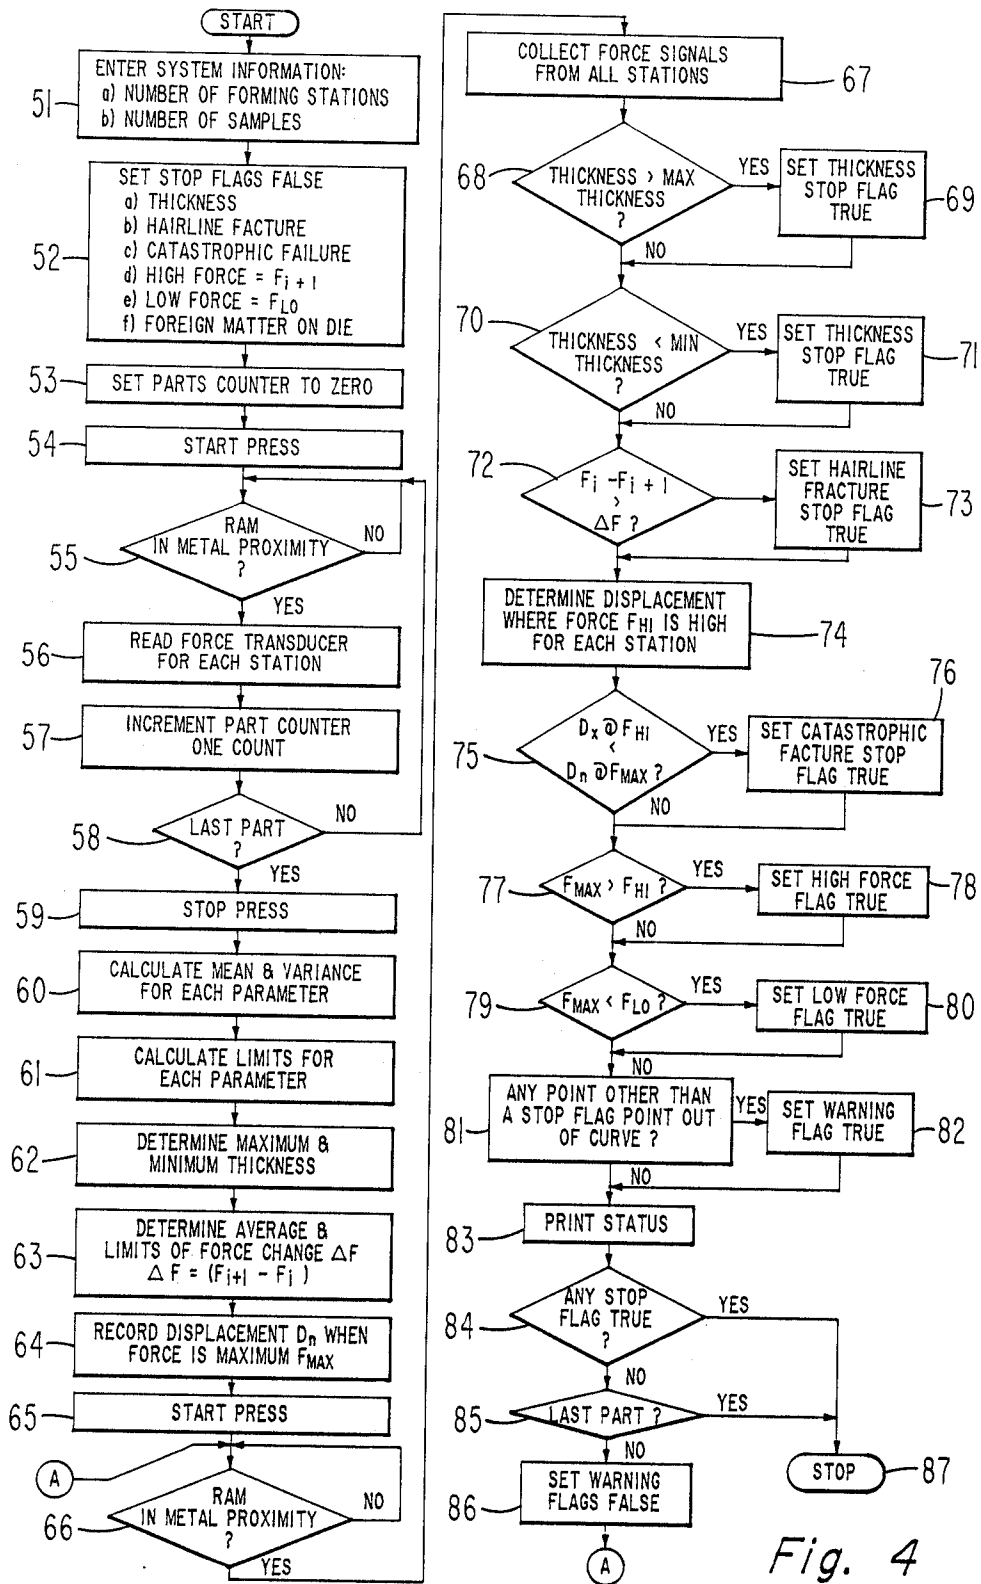 START
ENTER SYSTEM INFORMATION:
a) NUMBER OF FORMING STATIONS
b) NUMBER OF SAMPLES
51
SET STOP FLAGS FALSE
a) THICKNESS
b) HAIRLINE FACTURE
c) CATASTROPHIC FAILURE
d) HIGH FORCE = Fi + 1
e) LOW FORCE = FLO
f) FOREIGN MATTER ON DIE
52
53
SET PARTS COUNTER TO ZERO
54
START PRESS
RAM
IN METAL PROXIMITY
?
NO
55
YES
READ FORCE TRANSDUCER
FOR EACH STATION
56
INCREMENT PART COUNTER
ONE COUNT
57
LAST PART
?
NO
58
YES
59
STOP PRESS
CALCULATE MEAN & VARIANCE
FOR EACH PARAMETER
60
CALCULATE LIMITS FOR
EACH PARAMETER
61
DETERMINE MAXIMUM &
MINIMUM THICKNESS
62
DETERMINE AVERAGE &
LIMITS OF FORCE CHANGE ΔF
Δ F = (Fi+1 - Fi )
63
RECORD DISPLACEMENT Dn WHEN
FORCE IS MAXIMUM FMAX
64
65
START PRESS
A
RAM
IN METAL PROXIMITY
?
NO
66
YES
COLLECT FORCE SIGNALS
FROM ALL STATIONS
67
68
THICKNESS > MAX
THICKNESS
?
YES
SET THICKNESS
STOP FLAG
TRUE
69
NO
70
THICKNESS < MIN
THICKNESS
?
YES
SET THICKNESS
STOP FLAG
TRUE
71
NO
72
Fi - Fi + 1
>
ΔF ?
SET HAIRLINE
FRACTURE
STOP FLAG
TRUE
73
DETERMINE DISPLACEMENT
WHERE FORCE FHI IS HIGH
FOR EACH STATION
74
75
Dx @ FHI
<
Dn @ FMAX ?
YES
SET CATASTROPHIC
FACTURE STOP
FLAG TRUE
76
NO
77
FMAX > FHI ?
YES
SET HIGH FORCE
FLAG TRUE
78
NO
79
FMAX < FLO ?
YES
SET LOW FORCE
FLAG TRUE
80
NO
81
ANY POINT OTHER THAN
A STOP FLAG POINT OUT
OF CURVE ?
YES
SET WARNING
FLAG TRUE
82
NO
83
PRINT STATUS
84
ANY STOP
FLAG TRUE
?
YES
NO
85
LAST PART ?
YES
NO
STOP
87
86
SET WARNING
FLAGS FALSE
A
Fig. 4